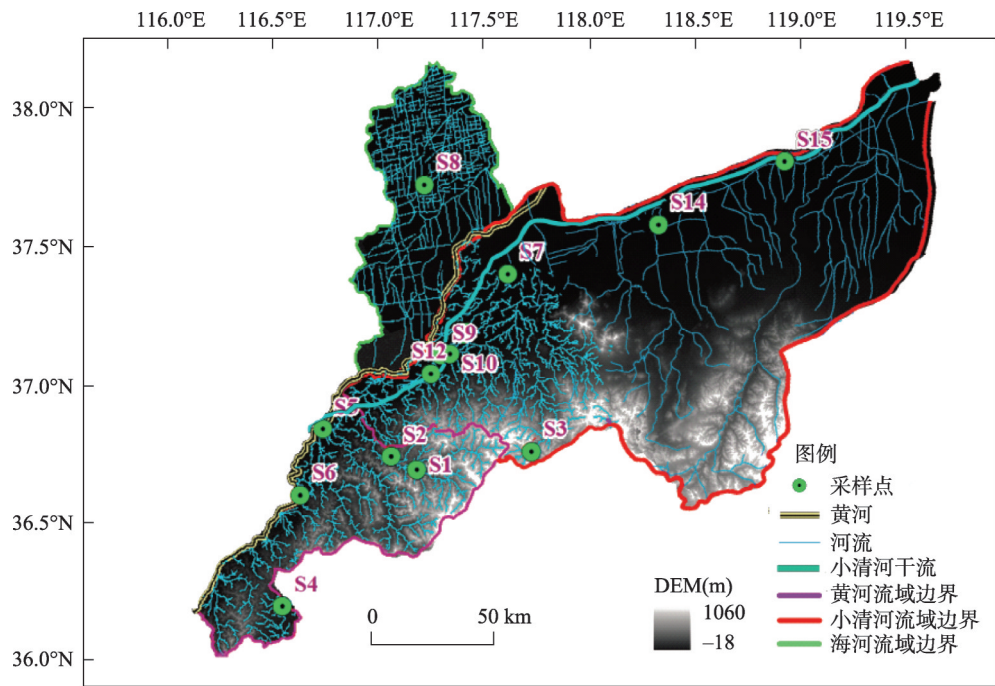 116.0°E 116.5°E 117.0°E 117.5°E 118.0°E 118.5°E 119.0°E 119.5°E
38.0°N
37.5°N
37.0°N
36.5°N
36.0°N
S15
S8
S14
S7
S9
S12
S10
S5
S2
S3
S1
S6
S4
图例
采样点
黄河
河流
小清河干流
黄河流域边界
小清河流域边界
海河流域边界
DEM(m)
1060
–18
0 50 km